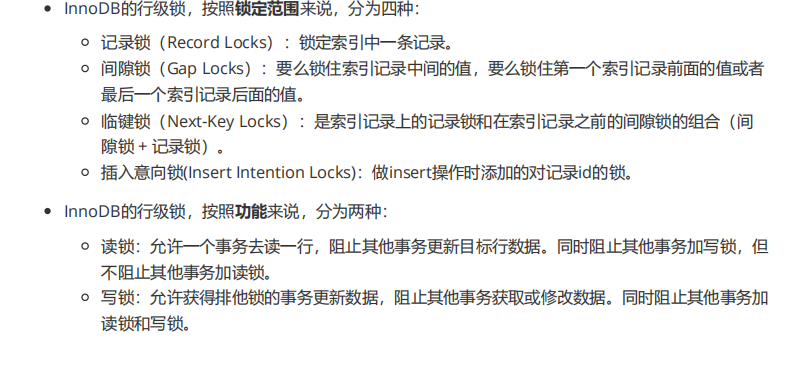 • InnoDB的行级锁，按照锁定范围来说，分为四种：
◦ 记录锁（Record Locks）：锁定索引中一条记录。
◦ 间隙锁（Gap Locks）：要么锁住索引记录中间的值，要么锁住第一个索引记录前面的值或者
最后一个索引记录后面的值。
◦ 临键锁（Next-Key Locks）：是索引记录上的记录锁和在索引记录之前的间隙锁的组合（间
隙锁 + 记录锁）。
◦ 插入意向锁(Insert Intention Locks)：做insert操作时添加的对记录id的锁。
• InnoDB的行级锁，按照功能来说，分为两种：
◦ 读锁：允许一个事务去读一行，阻止其他事务更新目标行数据。同时阻止其他事务加写锁，但
不阻止其他事务加读锁。
◦ 写锁：允许获得排他锁的事务更新数据，阻止其他事务获取或修改数据。同时阻止其他事务加
读锁和写锁。